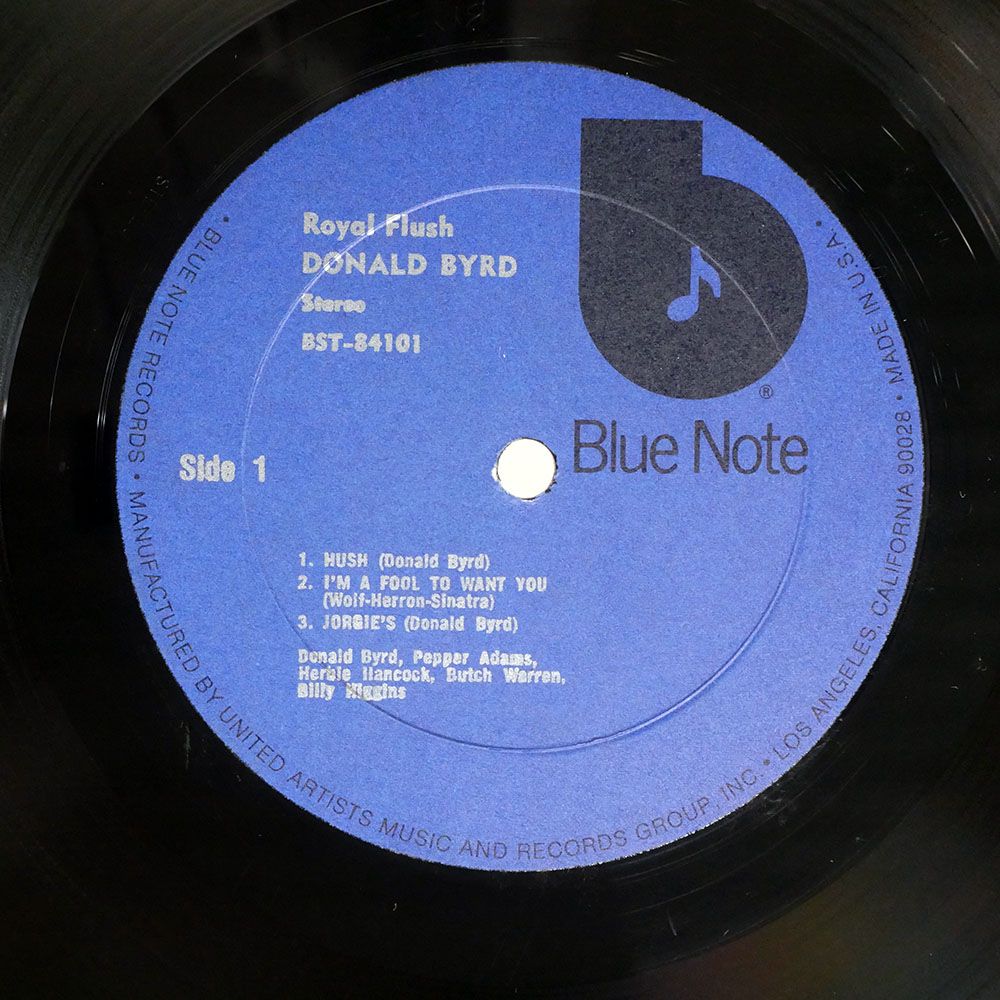 Royal Flush
DONALD BYRD
Stereo
BST-84101
®
Blue Note
Side 1
1. HUSH (Donald Byrd)
2. I'M A FOOL TO WANT YOU
(Wolf-Herron-Sinatra)
3. JORGIE'S (Donald Byrd)
Donald Byrd, Pepper Adams,
Herbie Hancock, Butch Warren,
Billy Higgins
• BLUE NOTE RECORDS • MANUFACTURED BY UNITED ARTISTS MUSIC AND RECORDS GROUP, INC. • LOS ANGELES, CALIFORNIA 90028 • MADE IN U.S.A.